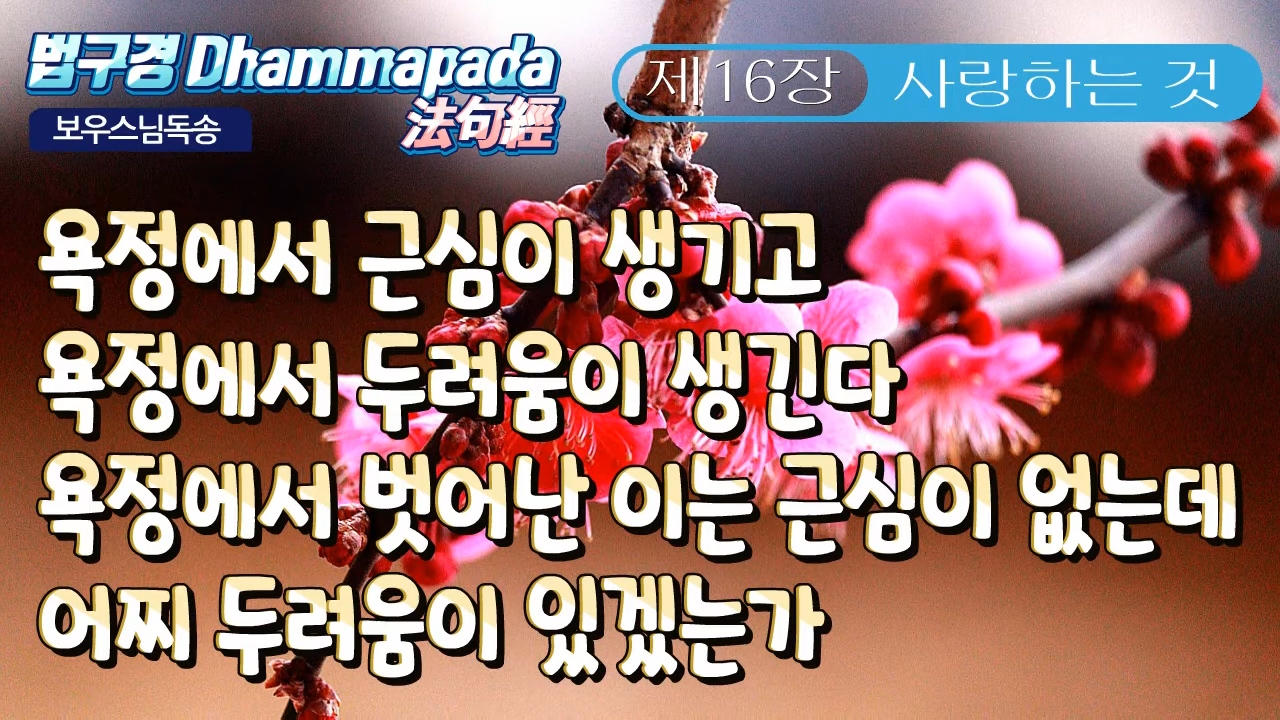 법구경 Dhammapada
法句經
보우스님독송
제16장 사랑하는 것
욕정에서 근심이 생기고
욕정에서 두려움이 생긴다
욕정에서 벗어난 이는 근심이 없는데
어찌 두려움이 있겠는가